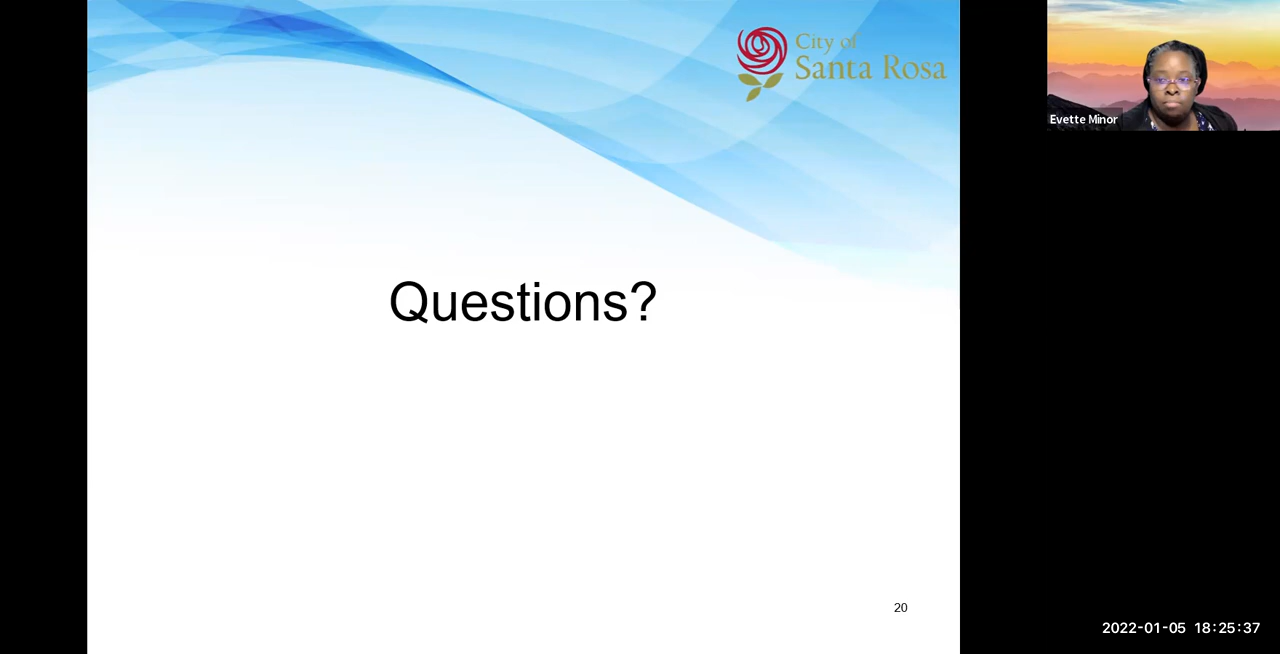 City of
Santa Rosa
Evette Minor
Questions?
20
2022-01-05 18:25:37